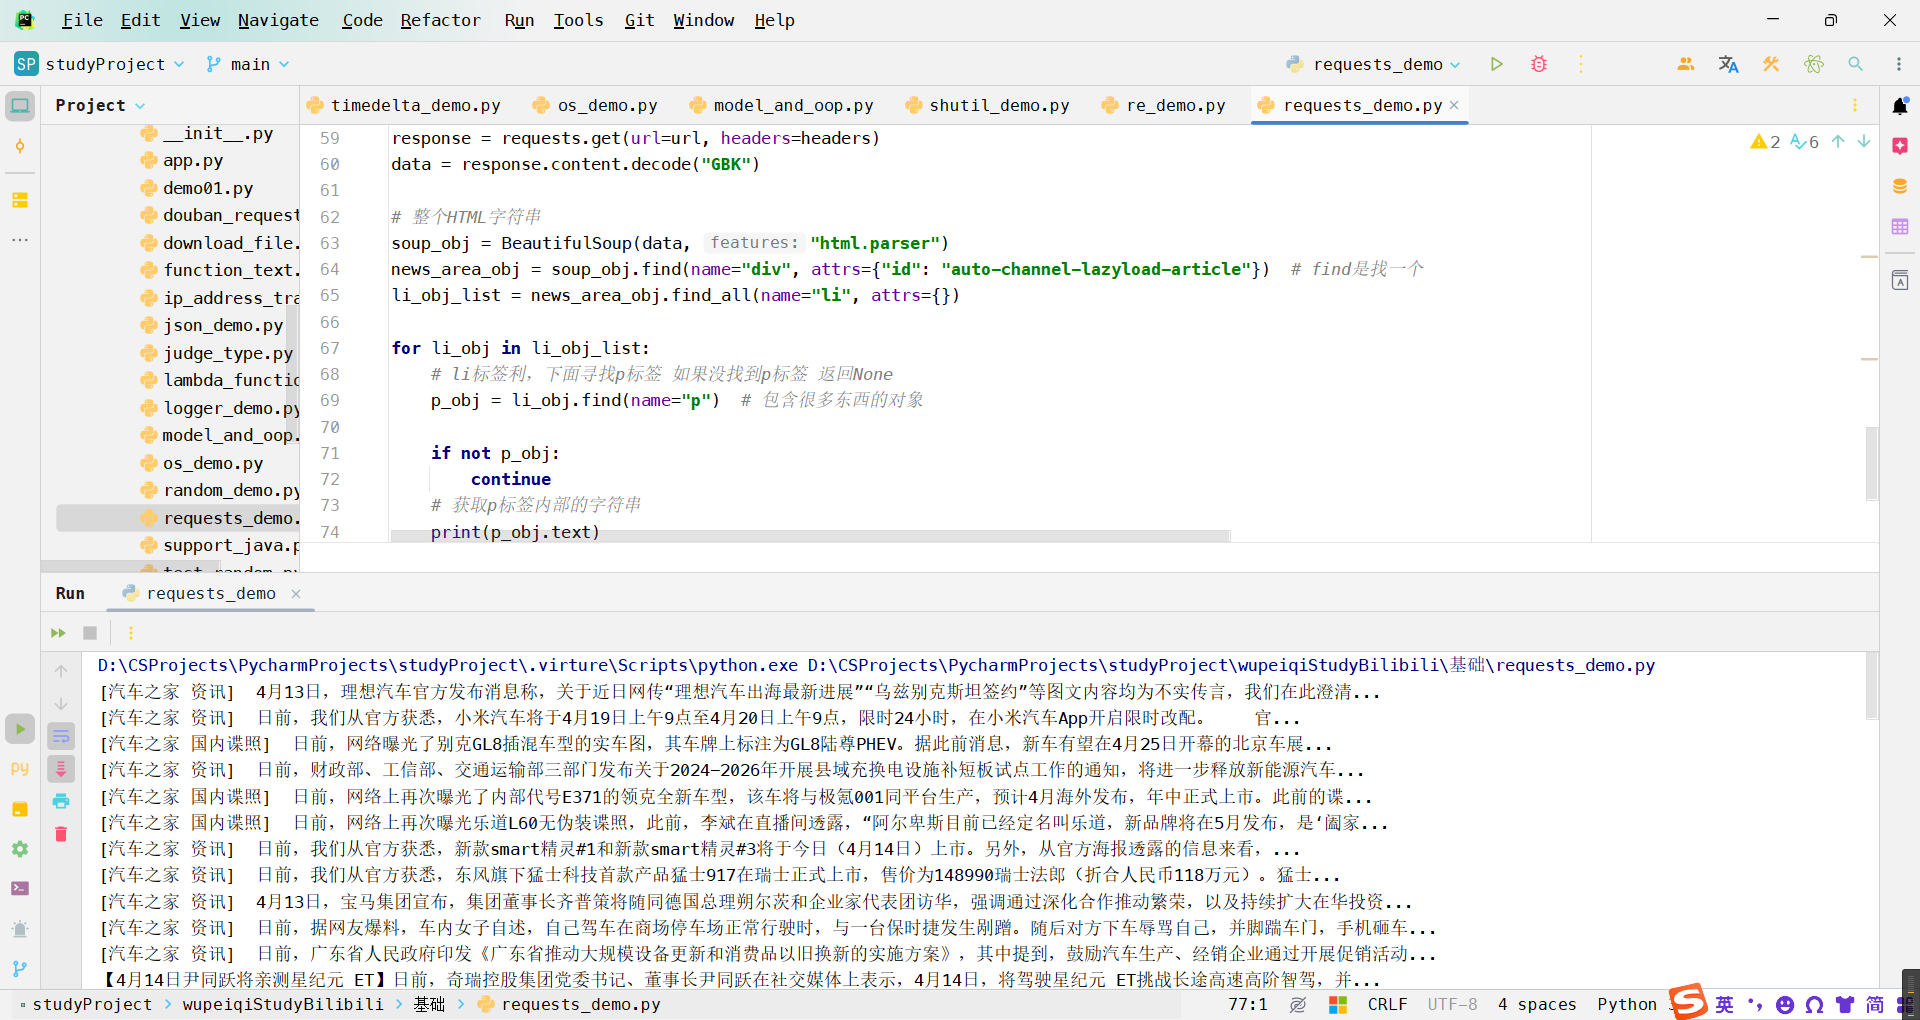 File Edit View Navigate Code Refactor Run Tools Git Window Help
SP studyProject main requests_demo
Project
timedelta_demo.py os_demo.py model_and_oop.py shutil_demo.py re_demo.py requests_demo.py
__init__.py
app.py
demo01.py
douban_request
download_file.
function_text.
ip_address_tra
json_demo.py
judge_type.py
lambda_functio
logger_demo.py
model_and_oop.
os_demo.py
random_demo.py
requests_demo.
support_java.p
test_random.py
2 6
59 response = requests.get(url=url, headers=headers)
60 data = response.content.decode("GBK")
61
62 # 整个HTML字符串
63 soup_obj = BeautifulSoup(data, features: "html.parser")
64 news_area_obj = soup_obj.find(name="div", attrs={"id": "auto-channel-lazyload-article"})  # find是找一个
65 li_obj_list = news_area_obj.find_all(name="li", attrs={})
66
67 for li_obj in li_obj_list:
68     # li标签利，下面寻找p标签 如果没找到p标签 返回None
69     p_obj = li_obj.find(name="p")  # 包含很多东西的对象
70
71     if not p_obj:
72         continue
73     # 获取p标签内部的字符串
74     print(p_obj.text)
Run requests_demo
D:\CSProjects\PycharmProjects\studyProject\.virture\Scripts\python.exe D:\CSProjects\PycharmProjects\studyProject\wupeiqiStudyBilibili\基础\requests_demo.py
[汽车之家 资讯]  4月13日，理想汽车官方发布消息称，关于近日网传“理想汽车出海最新进展”“乌兹别克斯坦签约”等图文内容均为不实传言，我们在此澄清...
[汽车之家 资讯]  日前，我们从官方获悉，小米汽车将于4月19日上午9点至4月20日上午9点，限时24小时，在小米汽车App开启限时改配。    官...
[汽车之家 国内谍照]  日前，网络曝光了别克GL8插混车型的实车图，其车牌上标注为GL8陆尊PHEV。据此前消息，新车有望在4月25日开幕的北京车展...
[汽车之家 资讯]  日前，财政部、工信部、交通运输部三部门发布关于2024—2026年开展县域充换电设施补短板试点工作的通知，将进一步释放新能源汽车...
[汽车之家 国内谍照]  日前，网络上再次曝光了内部代号E371的领克全新车型，该车将与极氪001同平台生产，预计4月海外发布，年中正式上市。此前的谍...
[汽车之家 国内谍照]  日前，网络上再次曝光乐道L60无伪装谍照，此前，李斌在直播间透露，“阿尔卑斯目前已经定名叫乐道，新品牌将在5月发布，是‘阖家...
[汽车之家 资讯]  日前，我们从官方获悉，新款smart精灵#1和新款smart精灵#3将于今日（4月14日）上市。另外，从官方海报透露的信息来看，...
[汽车之家 资讯]  日前，我们从官方获悉，东风旗下猛士科技首款产品猛士917在瑞士正式上市，售价为148990瑞士法郎（折合人民币118万元）。猛士...
[汽车之家 资讯]  4月13日，宝马集团宣布，集团董事长齐普策将随同德国总理朔尔茨和企业家代表团访华，强调通过深化合作推动繁荣，以及持续扩大在华投资...
[汽车之家 资讯]  日前，据网友爆料，车内女子自述，自己驾车在商场停车场正常行驶时，与一台保时捷发生剐蹭。随后对方下车辱骂自己，并脚踹车门，手机砸车...
[汽车之家 资讯]  日前，广东省人民政府印发《广东省推动大规模设备更新和消费品以旧换新的实施方案》，其中提到，鼓励汽车生产、经销企业通过开展促销活动...
【4月14日尹同跃将亲测星纪元 ET】日前，奇瑞控股集团党委书记、董事长尹同跃在社交媒体上表示，4月14日，将驾驶星纪元 ET挑战长途高速高阶智驾，并...
studyProject wupeiqiStudyBilibili 基础 requests_demo.py 77:1 CRLF UTF-8 4 spaces Python 英 简